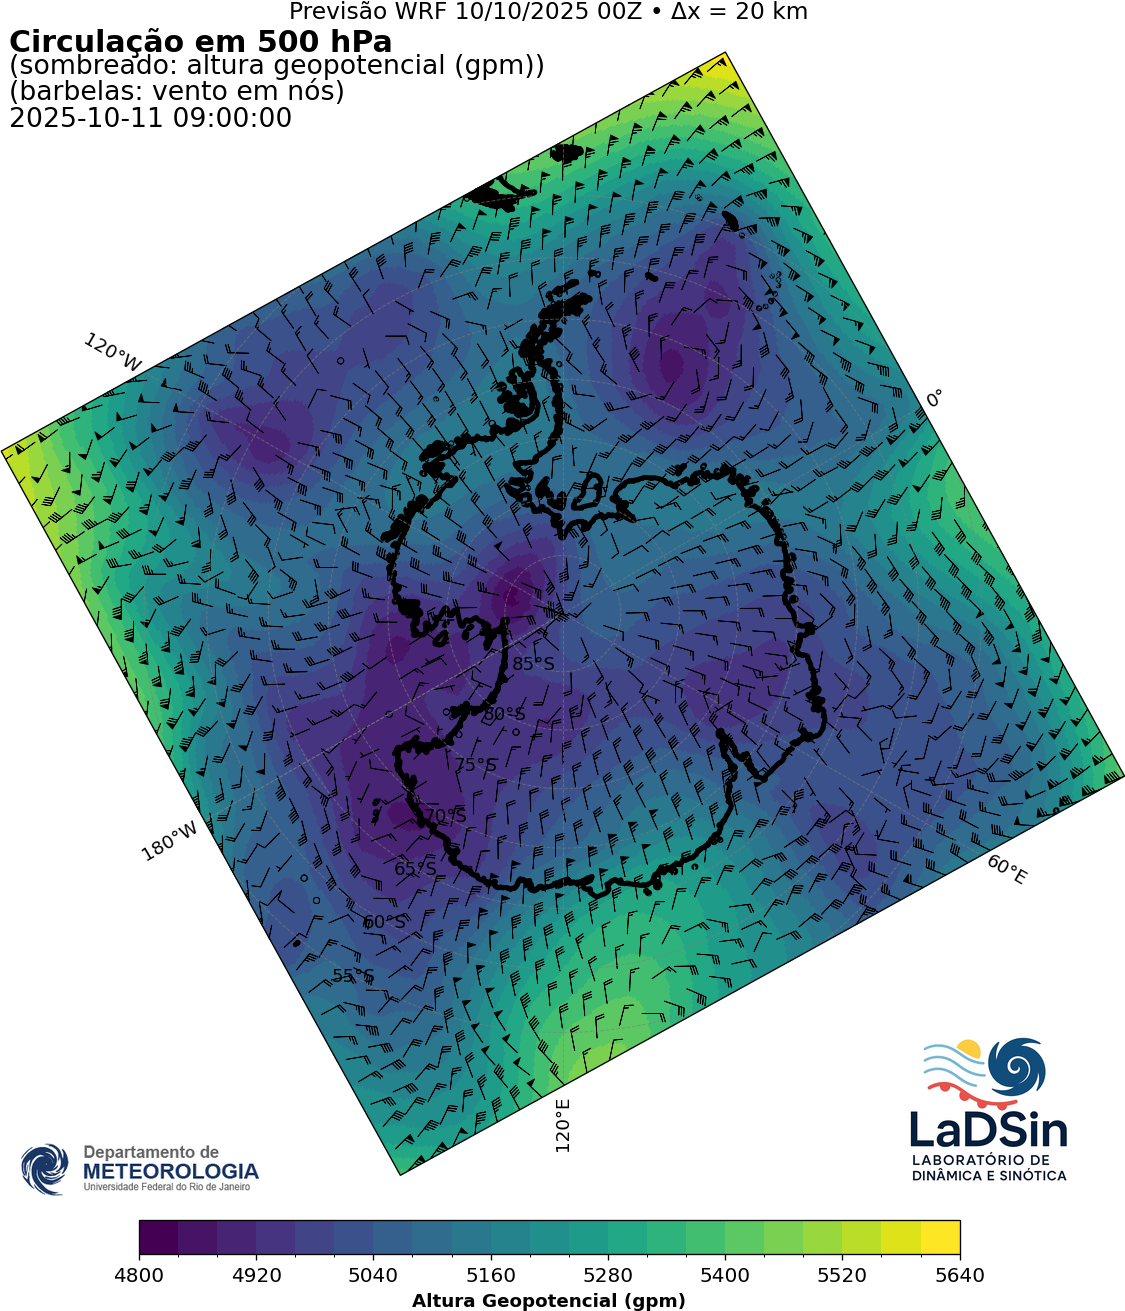 Previsão WRF 10/10/2025 00Z • Δx = 20 km
Circulação em 500 hPa
(sombreado: altura geopotencial (gpm))
(barbelas: vento em nós)
2025-10-11 09:00:00
120°W
0°
85°S
80°S
75°S
70°S
180°W
65°S
60°E
60°S
55°S
120°E
LaDSin
LABORATÓRIO DE
DINÂMICA E SINÓTICA
Departamento de
METEOROLOGIA
Universidade Federal do Rio de Janeiro
4800 4920 5040 5160 5280 5400 5520 5640
Altura Geopotencial (gpm)